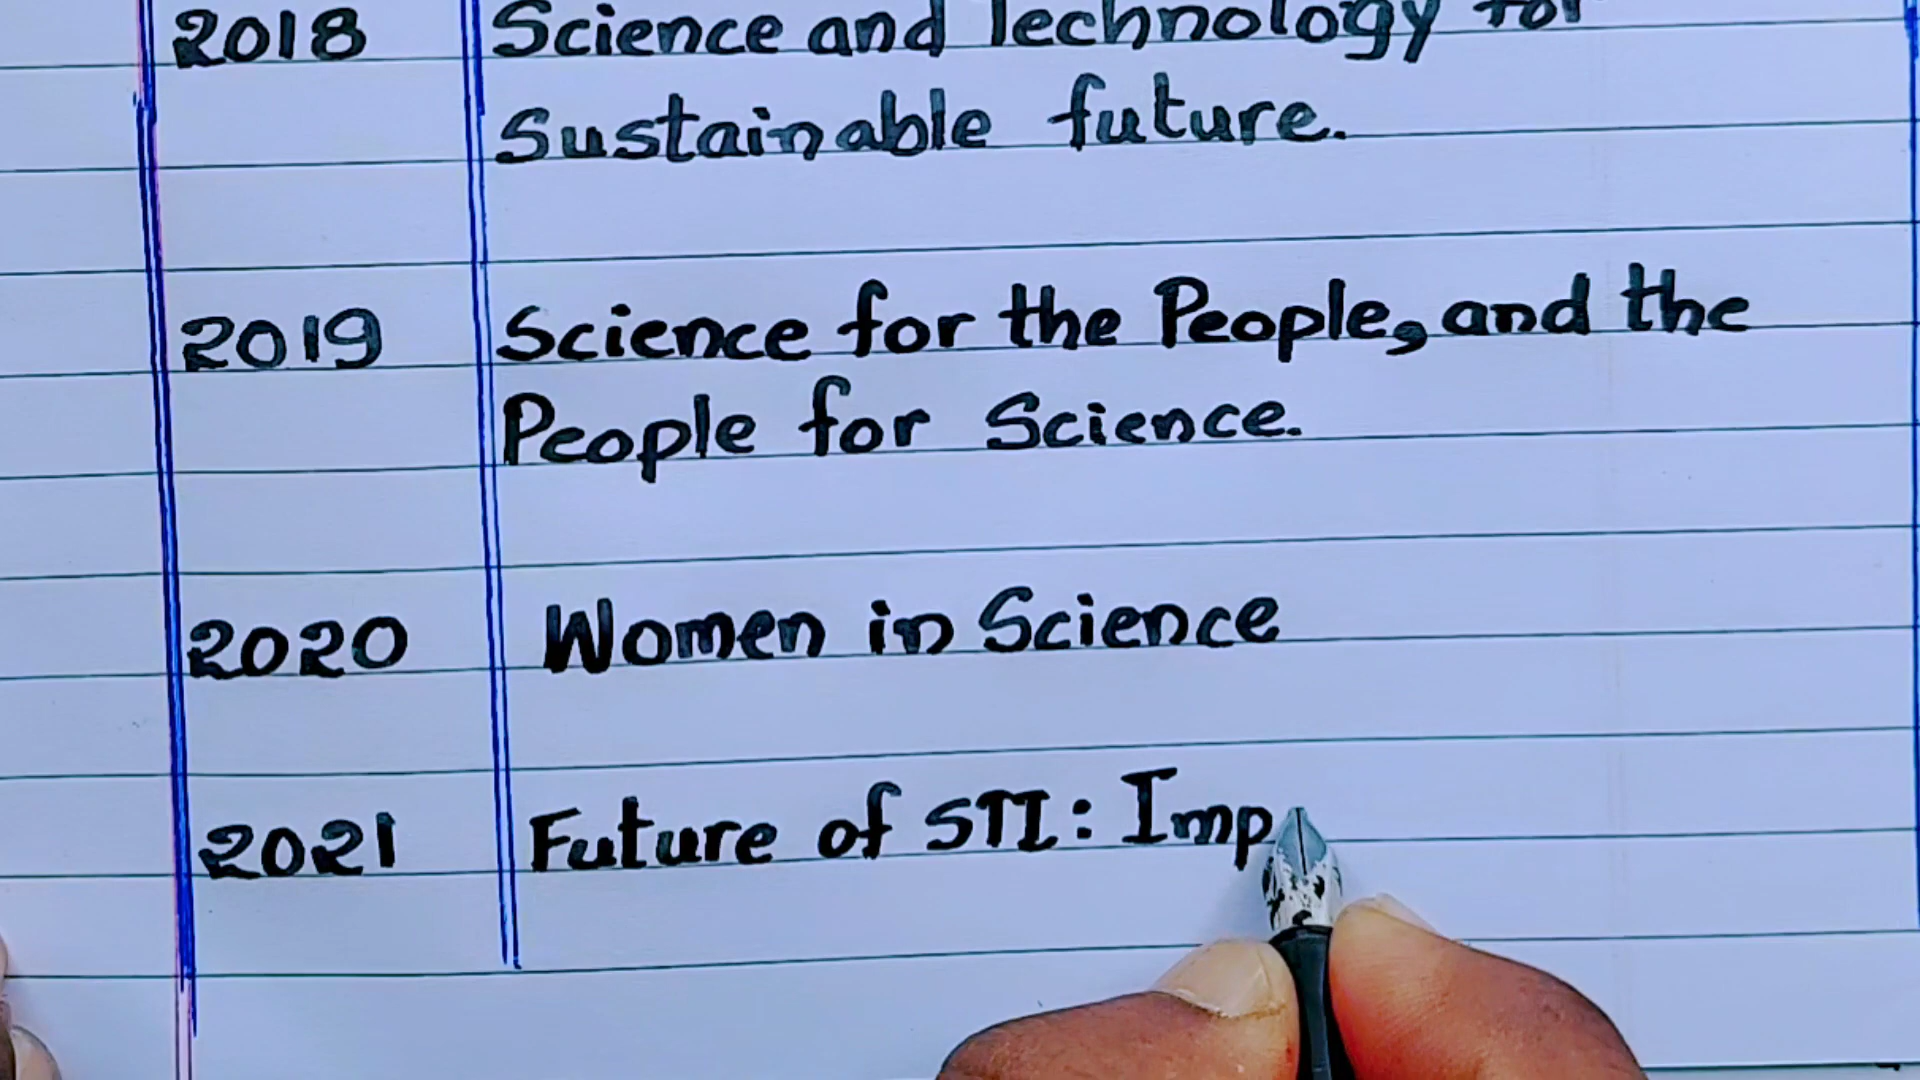 2018 Science and Technology for
Sustainable future.
2019 Science for the People, and the
People for Science.
2020 Women in Science
2021 Future of STI: Imp